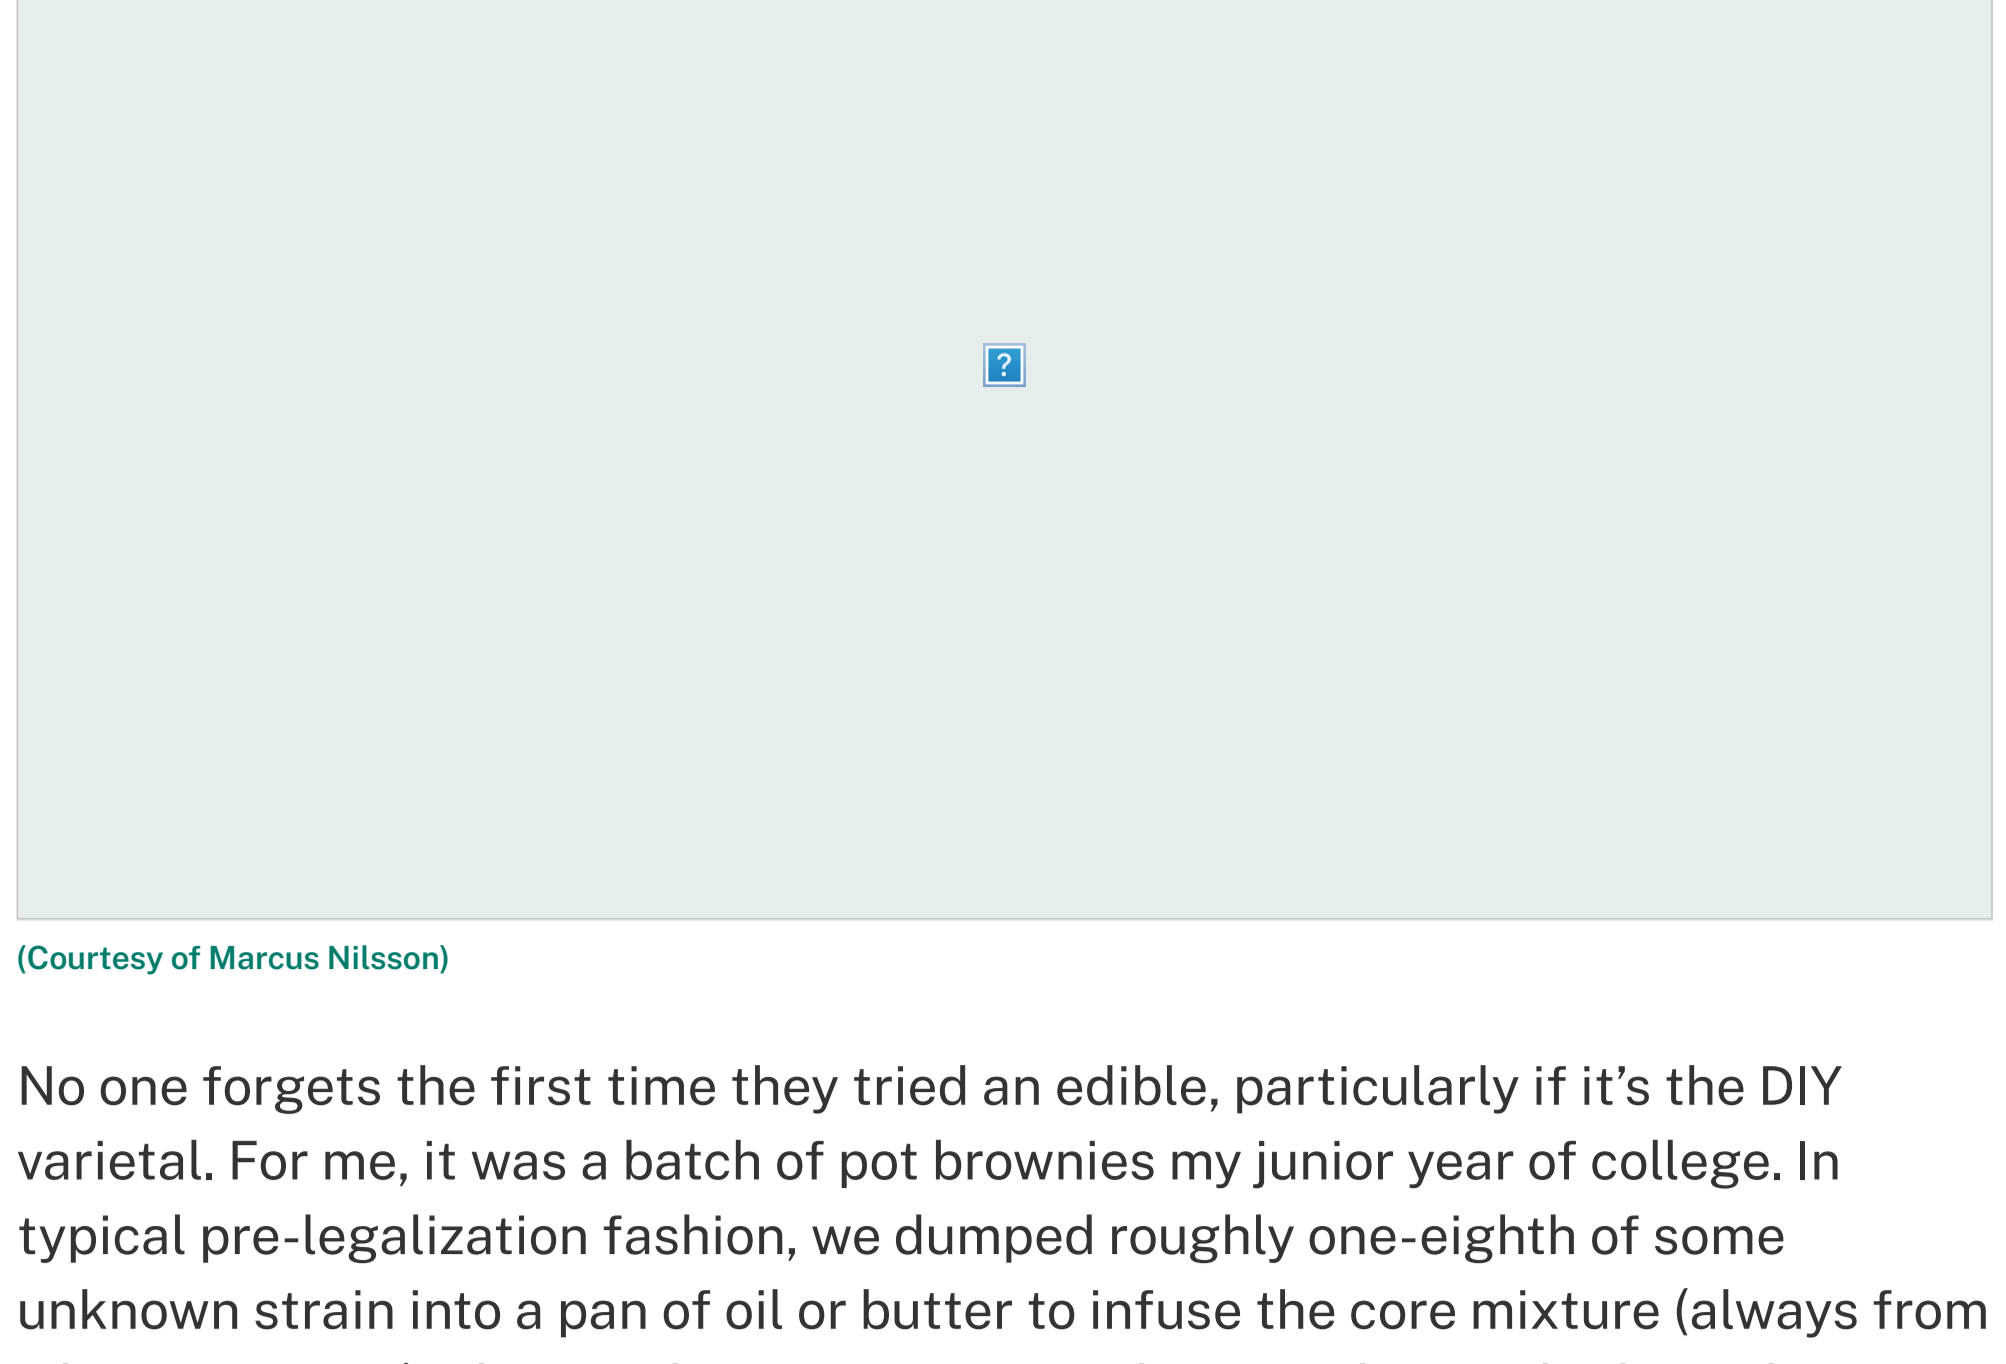 ?
(Courtesy of Marcus Nilsson)
No one forgets the first time they tried an edible, particularly if it’s the DIY
varietal. For me, it was a batch of pot brownies my junior year of college. In
typical pre-legalization fashion, we dumped roughly one-eighth of some
unknown strain into a pan of oil or butter to infuse the core mixture (always from